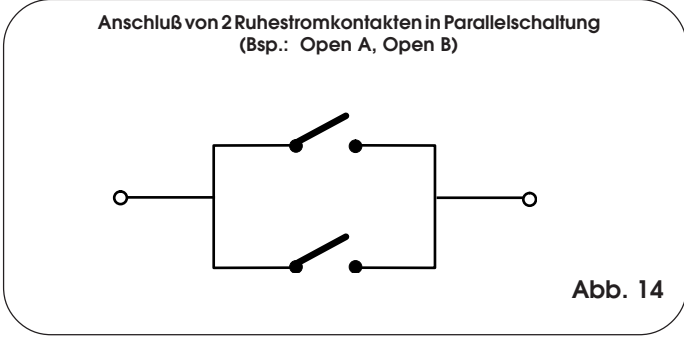 Anschluß von 2 Ruhestromkontakten in Parallelschaltung
(Bsp.: Open A, Open B)
Abb. 14